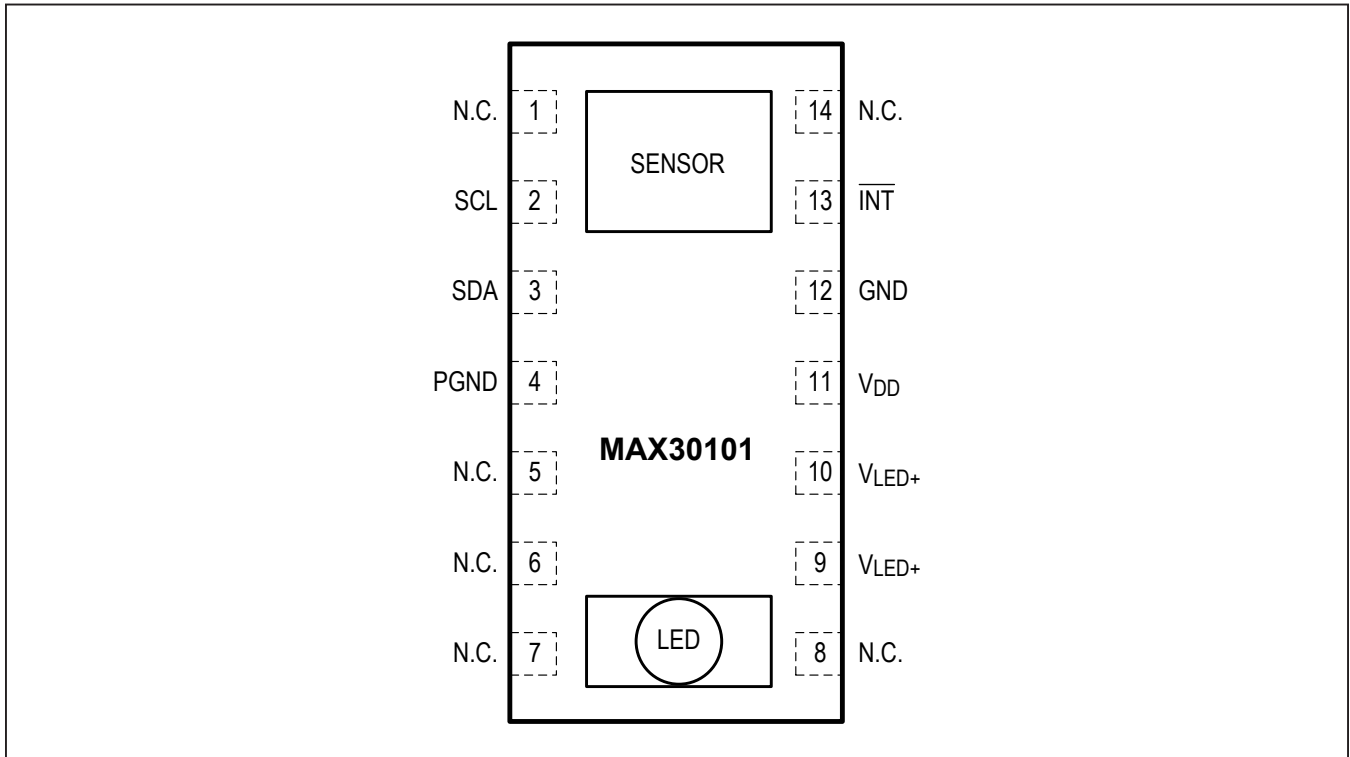 N.C. 1 14 N.C.
SENSOR
SCL 2 13 INT
SDA 3 12 GND
PGND 4 11 VDD
MAX30101
N.C. 5 10 VLED+
N.C. 6 9 VLED+
LED
N.C. 7 8 N.C.